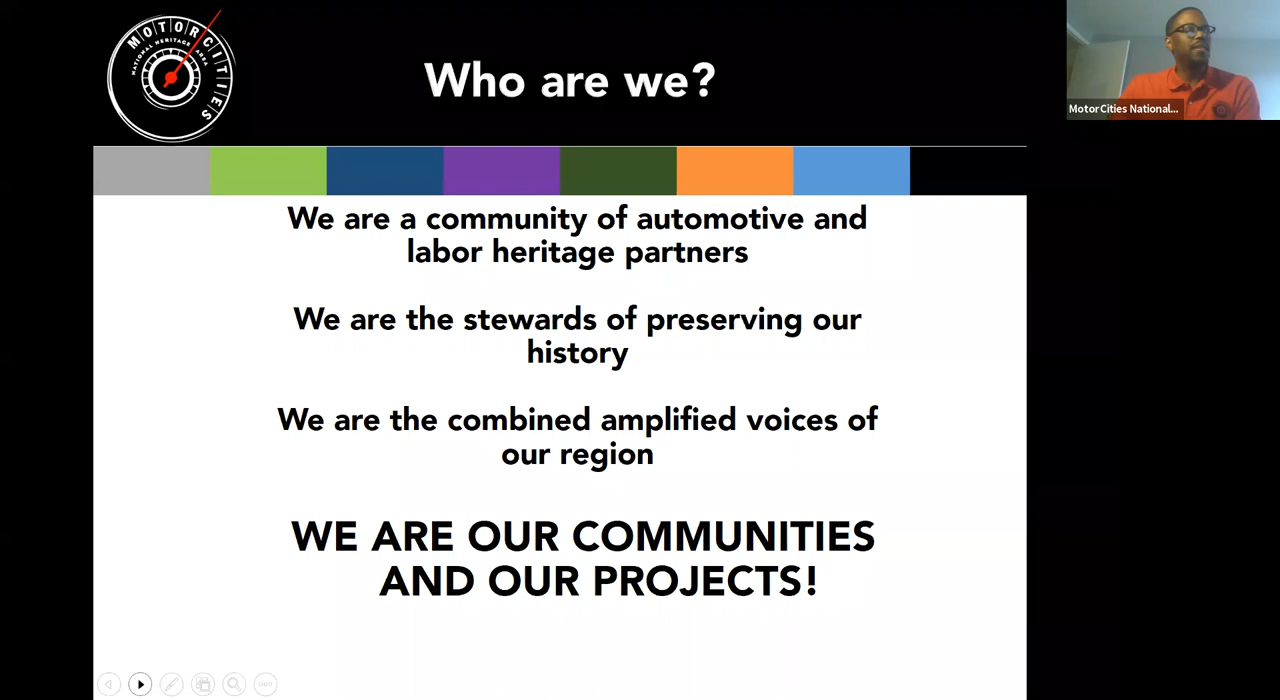 MOTORCITIES
NATIONAL HERITAGE AREA
Who are we?
MotorCities National...
We are a community of automotive and
labor heritage partners
We are the stewards of preserving our
history
We are the combined amplified voices of
our region
WE ARE OUR COMMUNITIES
AND OUR PROJECTS!